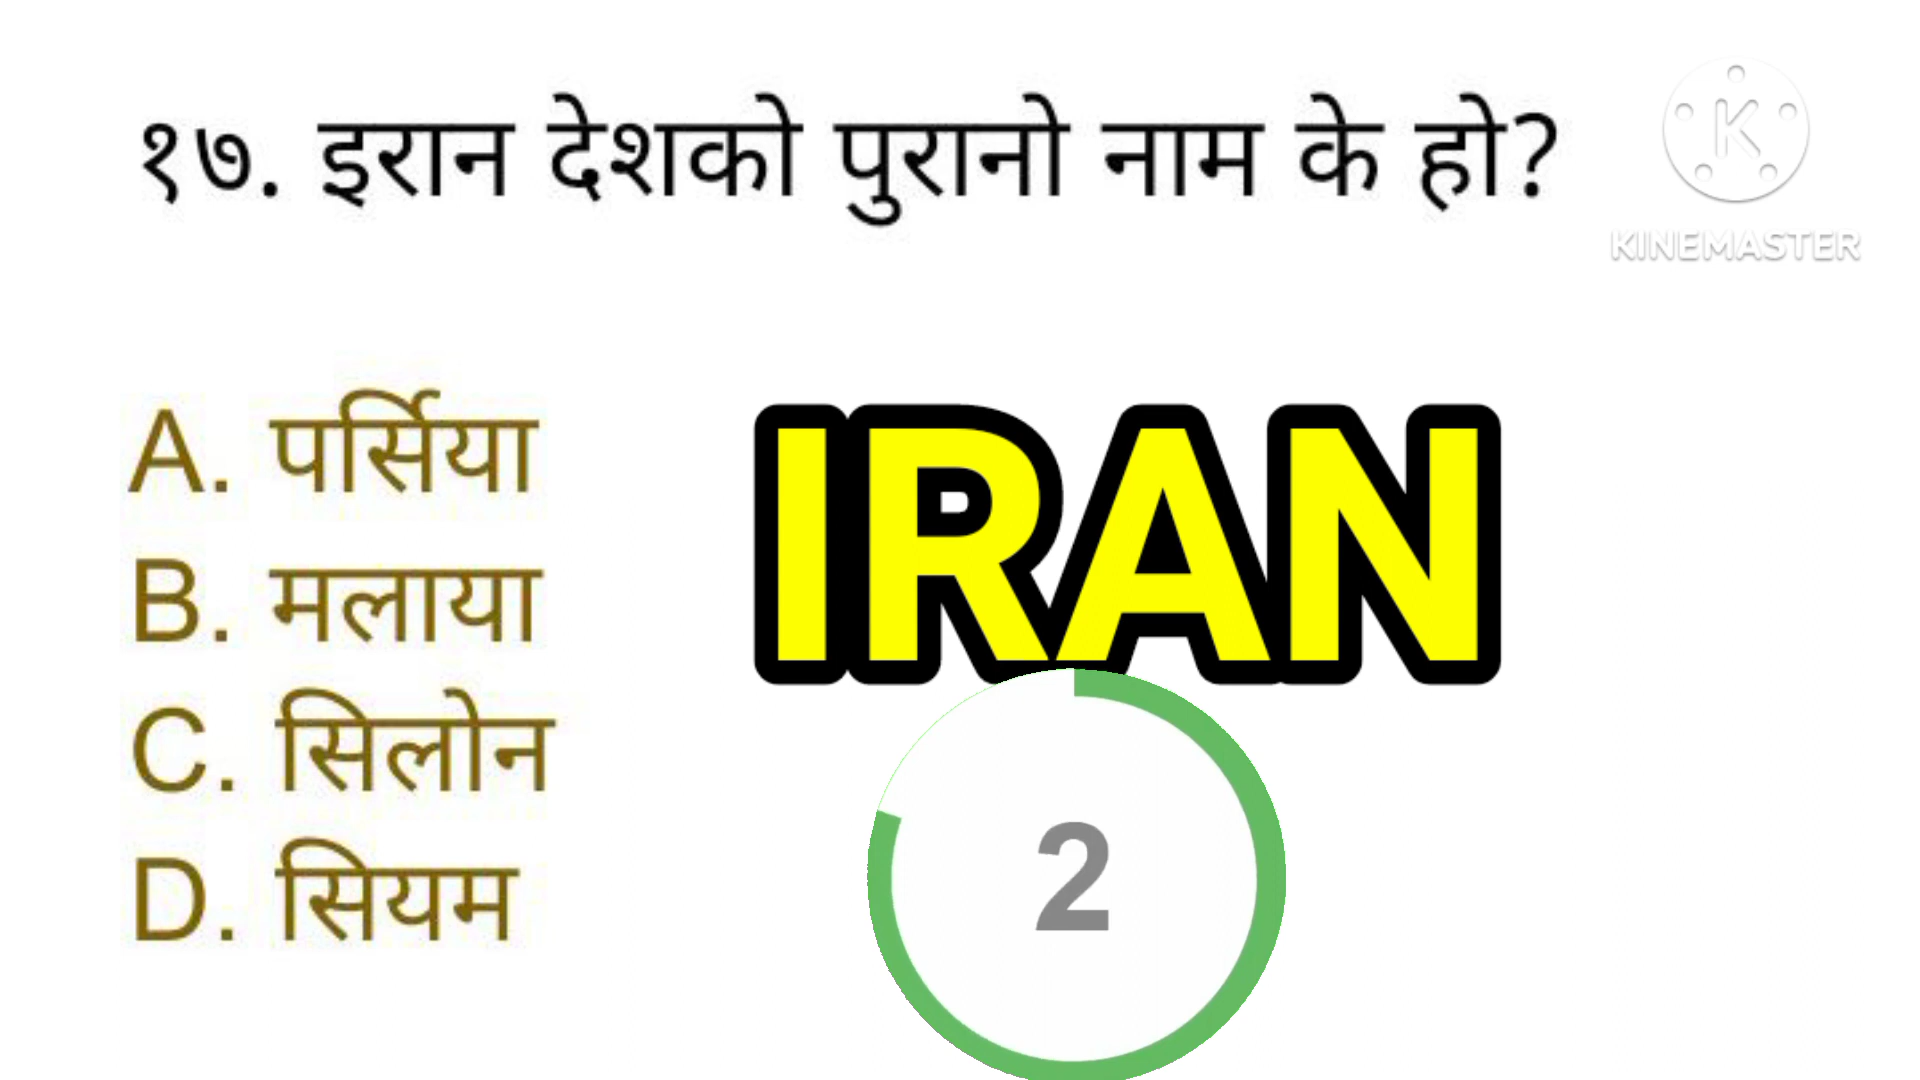 १७. इरान देशको पुरानो नाम के हो?
K
KINEMASTER
A. पर्सिया
B. मलाया
C. सिलोन
D. सियम
IRAN
2